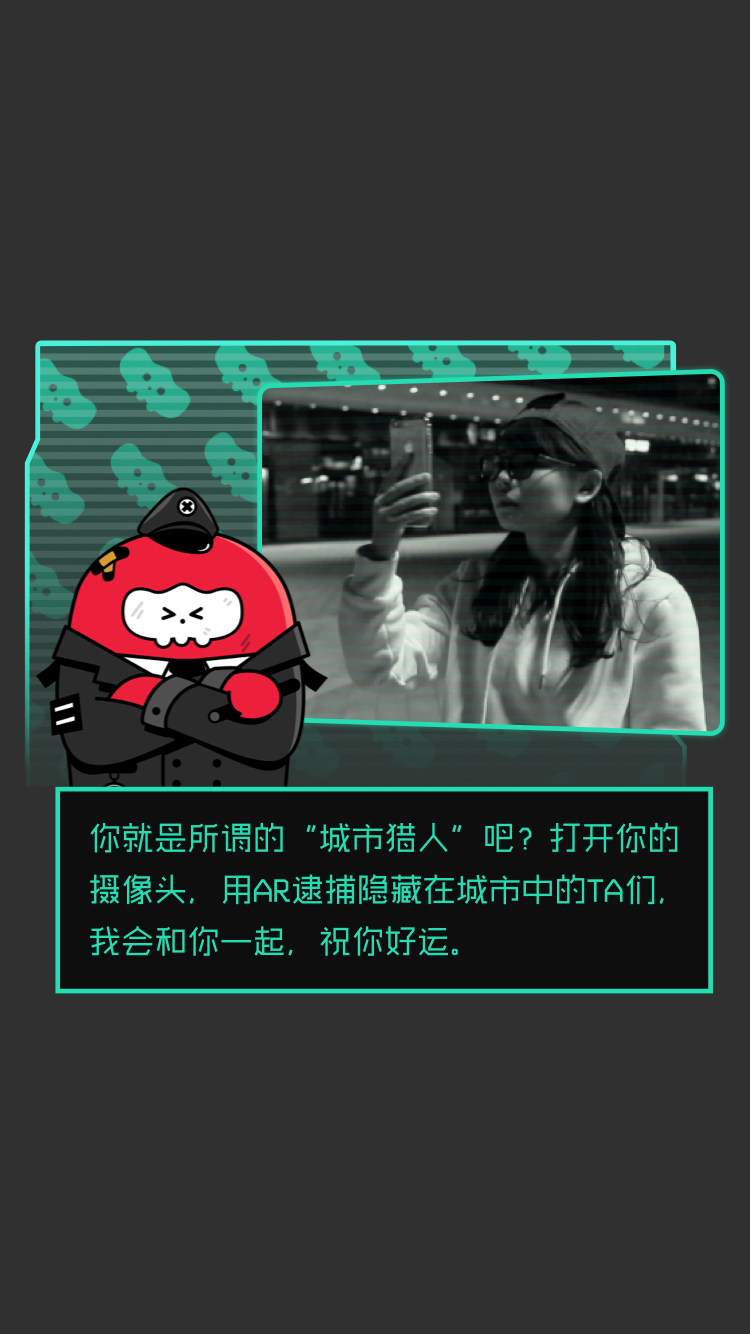 你就是所谓的“城市猎人”吧？打开你的
摄像头，用AR逮捕隐藏在城市中的TA们，
我会和你一起，祝你好运。